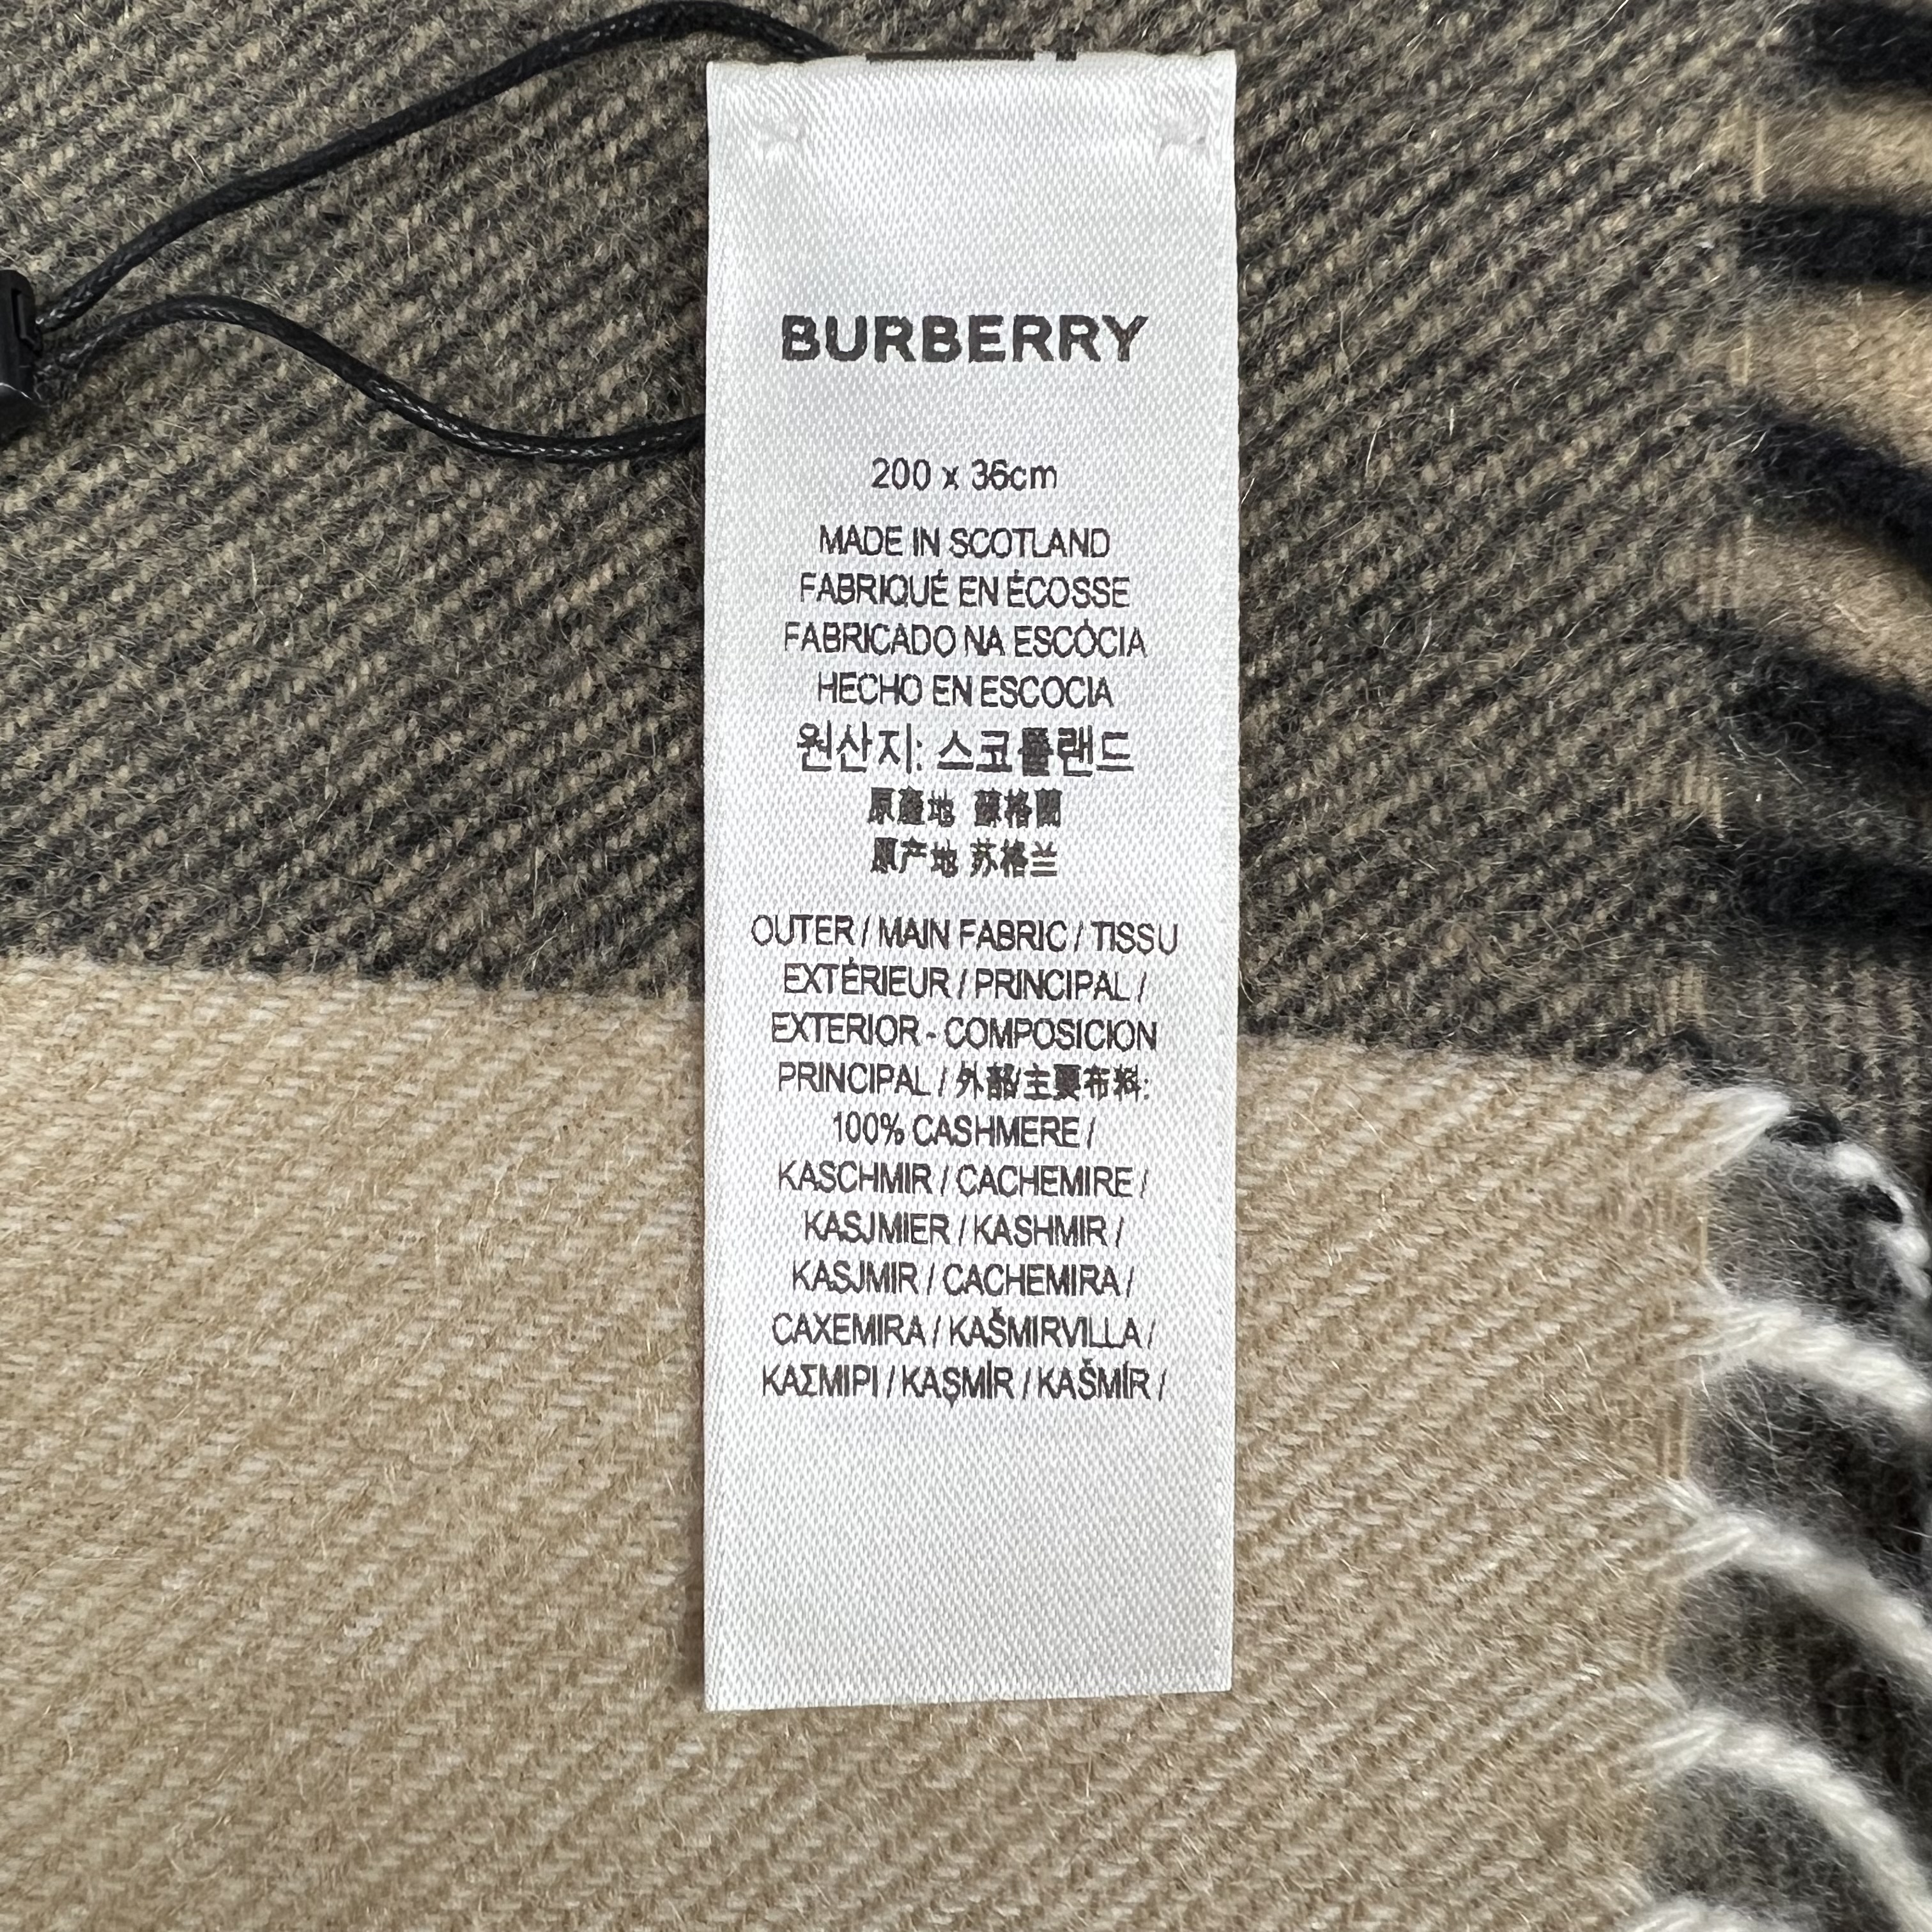 BURBERRY
200 x 36cm
MADE IN SCOTLAND
FABRIQUÉ EN ÉCOSSE
FABRICADO NA ESCÓCIA
HECHO EN ESCOCIA
원산지: 스코틀랜드
原產地 蘇格蘭
原产地 苏格兰
OUTER / MAIN FABRIC / TISSU
EXTÉRIEUR / PRINCIPAL /
EXTERIOR - COMPOSICION
PRINCIPAL / 外部/主要布料:
100% CASHMERE /
KASCHMIR / CACHEMIRE /
KASJMIER / KASHMIR /
KASJMIR / CACHEMIRA /
CAXEMIRA / KAŠMIRVILLA /
ΚΑΣΜΙΡΙ / KAŞMİR / KAŠMÍR /